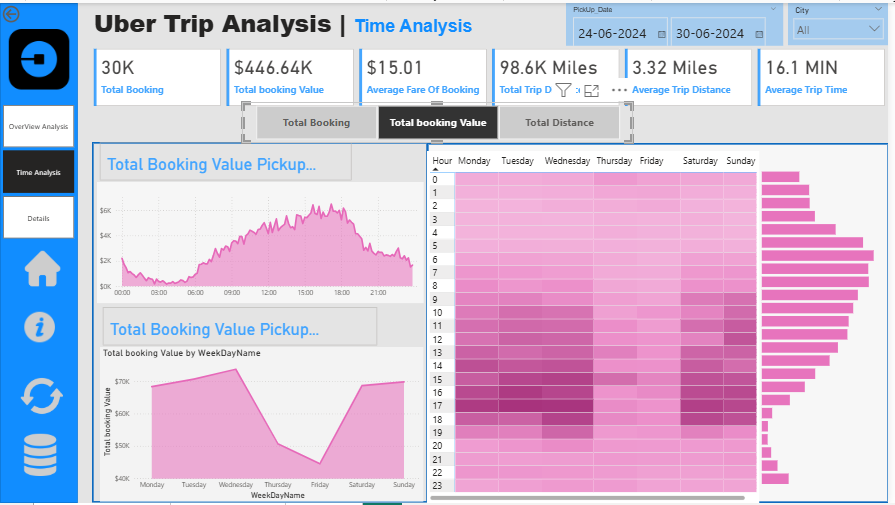 Uber Trip Analysis | Time Analysis
PickUp_Date
24-06-2024
30-06-2024
City
All
30K
Total Booking
$446.64K
Total booking Value
$15.01
Average Fare Of Booking
98.6K Miles
Total Trip D
3.32 Miles
Average Trip Distance
16.1 MIN
Average Trip Time
OverView Analysis
Time Analysis
Details
Total Booking
Total booking Value
Total Distance
Total Booking Value Pickup...
$6K
$4K
$2K
$0K
00:00 03:00 06:00 09:00 12:00 15:00 18:00 21:00
Total Booking Value Pickup...
Total booking Value by WeekDayName
Total booking Value
$70K
$60K
$50K
$40K
Monday Tuesday Wednesday Thursday Friday Saturday Sunday
WeekDayName
Hour Monday Tuesday Wednesday Thursday Friday Saturday Sunday
0
1
2
3
4
5
6
7
8
9
10
11
12
13
14
15
16
17
18
19
20
21
22
23